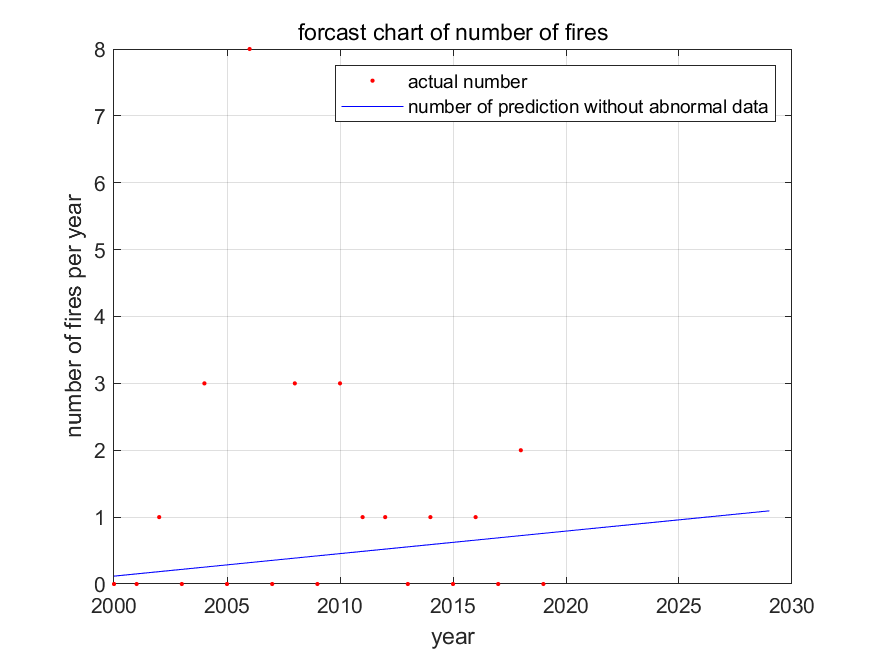 forcast chart of number of fires
8
actual number
number of prediction without abnormal data
7
6
5
4
3
2
1
0
number of fires per year
2000 2005 2010 2015 2020 2025 2030
year